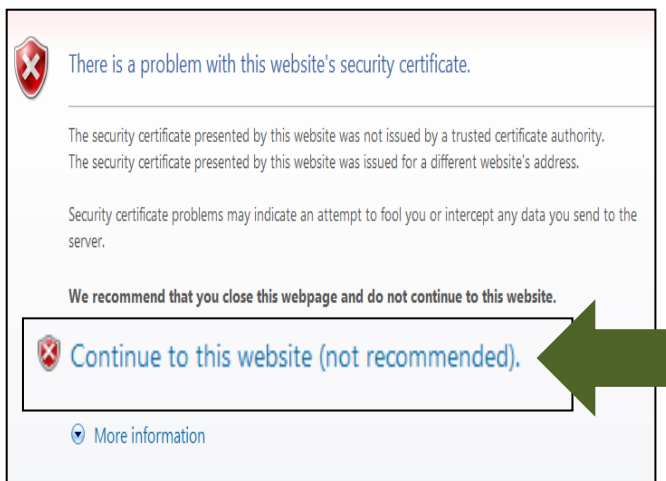 There is a problem with this website's security certificate.
The security certificate presented by this website was not issued by a trusted certificate authority.
The security certificate presented by this website was issued for a different website's address.
Security certificate problems may indicate an attempt to fool you or intercept any data you send to the
server.
We recommend that you close this webpage and do not continue to this website.
Continue to this website (not recommended).
More information